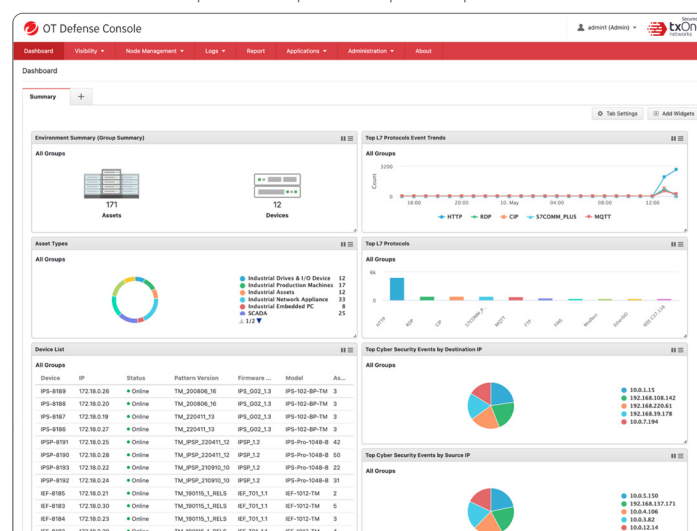 OT Defense Console
admin1 (Admin)
Secured
txOne
networks
Dashboard Visibility Node Management Logs Report Applications Administration About
Dashboard
Summary +
Tab Settings Add Widgets
Environment Summary (Group Summary)
All Groups
171
Assets
12
Devices
Top L7 Protocols Event Trends
All Groups
Count
3200
0
16:00 20:00 10. May 04:00 08:00 12:00
HTTP RDP CIP S7COMM_PLUS MQTT
Asset Types
All Groups
Industrial Drives & I/O Device 12
Industrial Production Machines 17
Industrial Assets 12
Industrial Network Appliance 33
Industrial Embedded PC 8
SCADA 25
1/2
Top L7 Protocols
All Groups
6k
0
HTTP RDP CIP S7COMM_P... MQTT FTP FINS Modbus EtherSIO IEEE C37.118
Device List
All Groups
Device IP Status Pattern Version Firmware ... Model As...
IPS-8189 172.18.0.26 Online TM_200806_16 IPS_G02_1.3 IPS-102-BP-TM 3
IPS-8188 172.18.0.20 Online TM_200806_16 IPS_G02_1.3 IPS-102-BP-TM 3
IPS-8187 172.18.0.19 Online TM_220411_13 IPS_G02_1.3 IPS-102-BP-TM 3
IPS-8186 172.18.0.27 Online TM_220411_13 IPS_G02_1.3 IPS-102-BP-TM 3
IPSP-8191 172.18.0.25 Online TM_IPSP_220411_12 IPSP_1.2 IPS-Pro-1048-B 42
IPSP-8190 172.18.0.28 Online TM_IPSP_220411_12 IPSP_1.2 IPS-Pro-1048-B 50
IPSP-8193 172.18.0.22 Online TM_IPSP_210910_10 IPSP_1.2 IPS-Pro-1048-B 22
IPSP-8192 172.18.0.24 Online TM_IPSP_210910_10 IPSP_1.2 IPS-Pro-1048-B 31
IEF-8185 172.18.0.21 Online TM_190115_1_RELS IEF_T01_1.1 IEF-1012-TM 2
IEF-8183 172.18.0.30 Online TM_190115_1_RELS IEF_T01_1.1 IEF-1012-TM 5
IEF-8184 172.18.0.23 Online TM_190115_1_RELS IEF_T01_1.1 IEF-1012-TM 3
Top Cyber Security Events by Destination IP
All Groups
10.0.1.15
192.168.108.142
192.168.220.61
192.168.39.178
10.0.7.194
Top Cyber Security Events by Source IP
All Groups
10.0.5.150
192.168.137.171
10.0.4.106
10.0.3.82
10.0.12.14